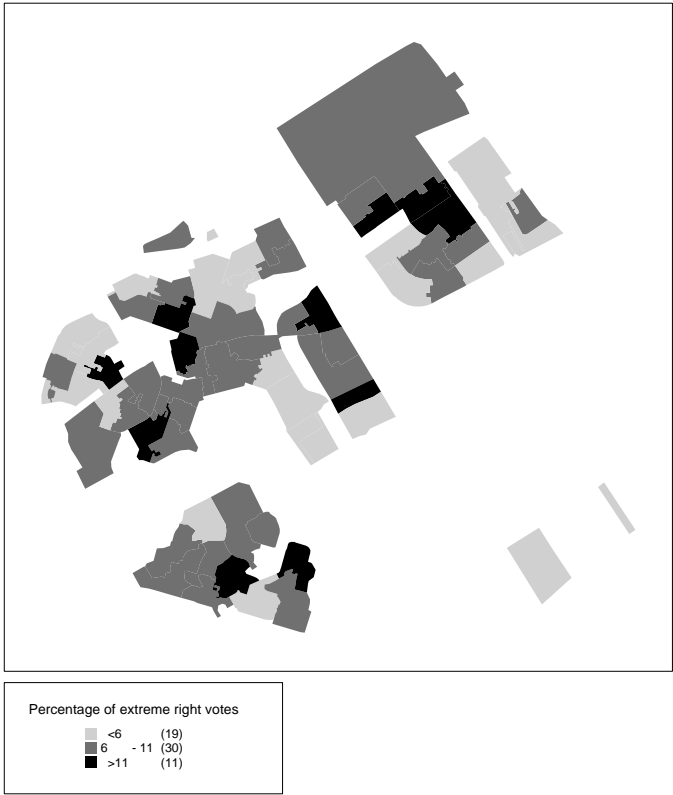 Percentage of extreme right votes
<6 (19)
6 - 11 (30)
>11 (11)